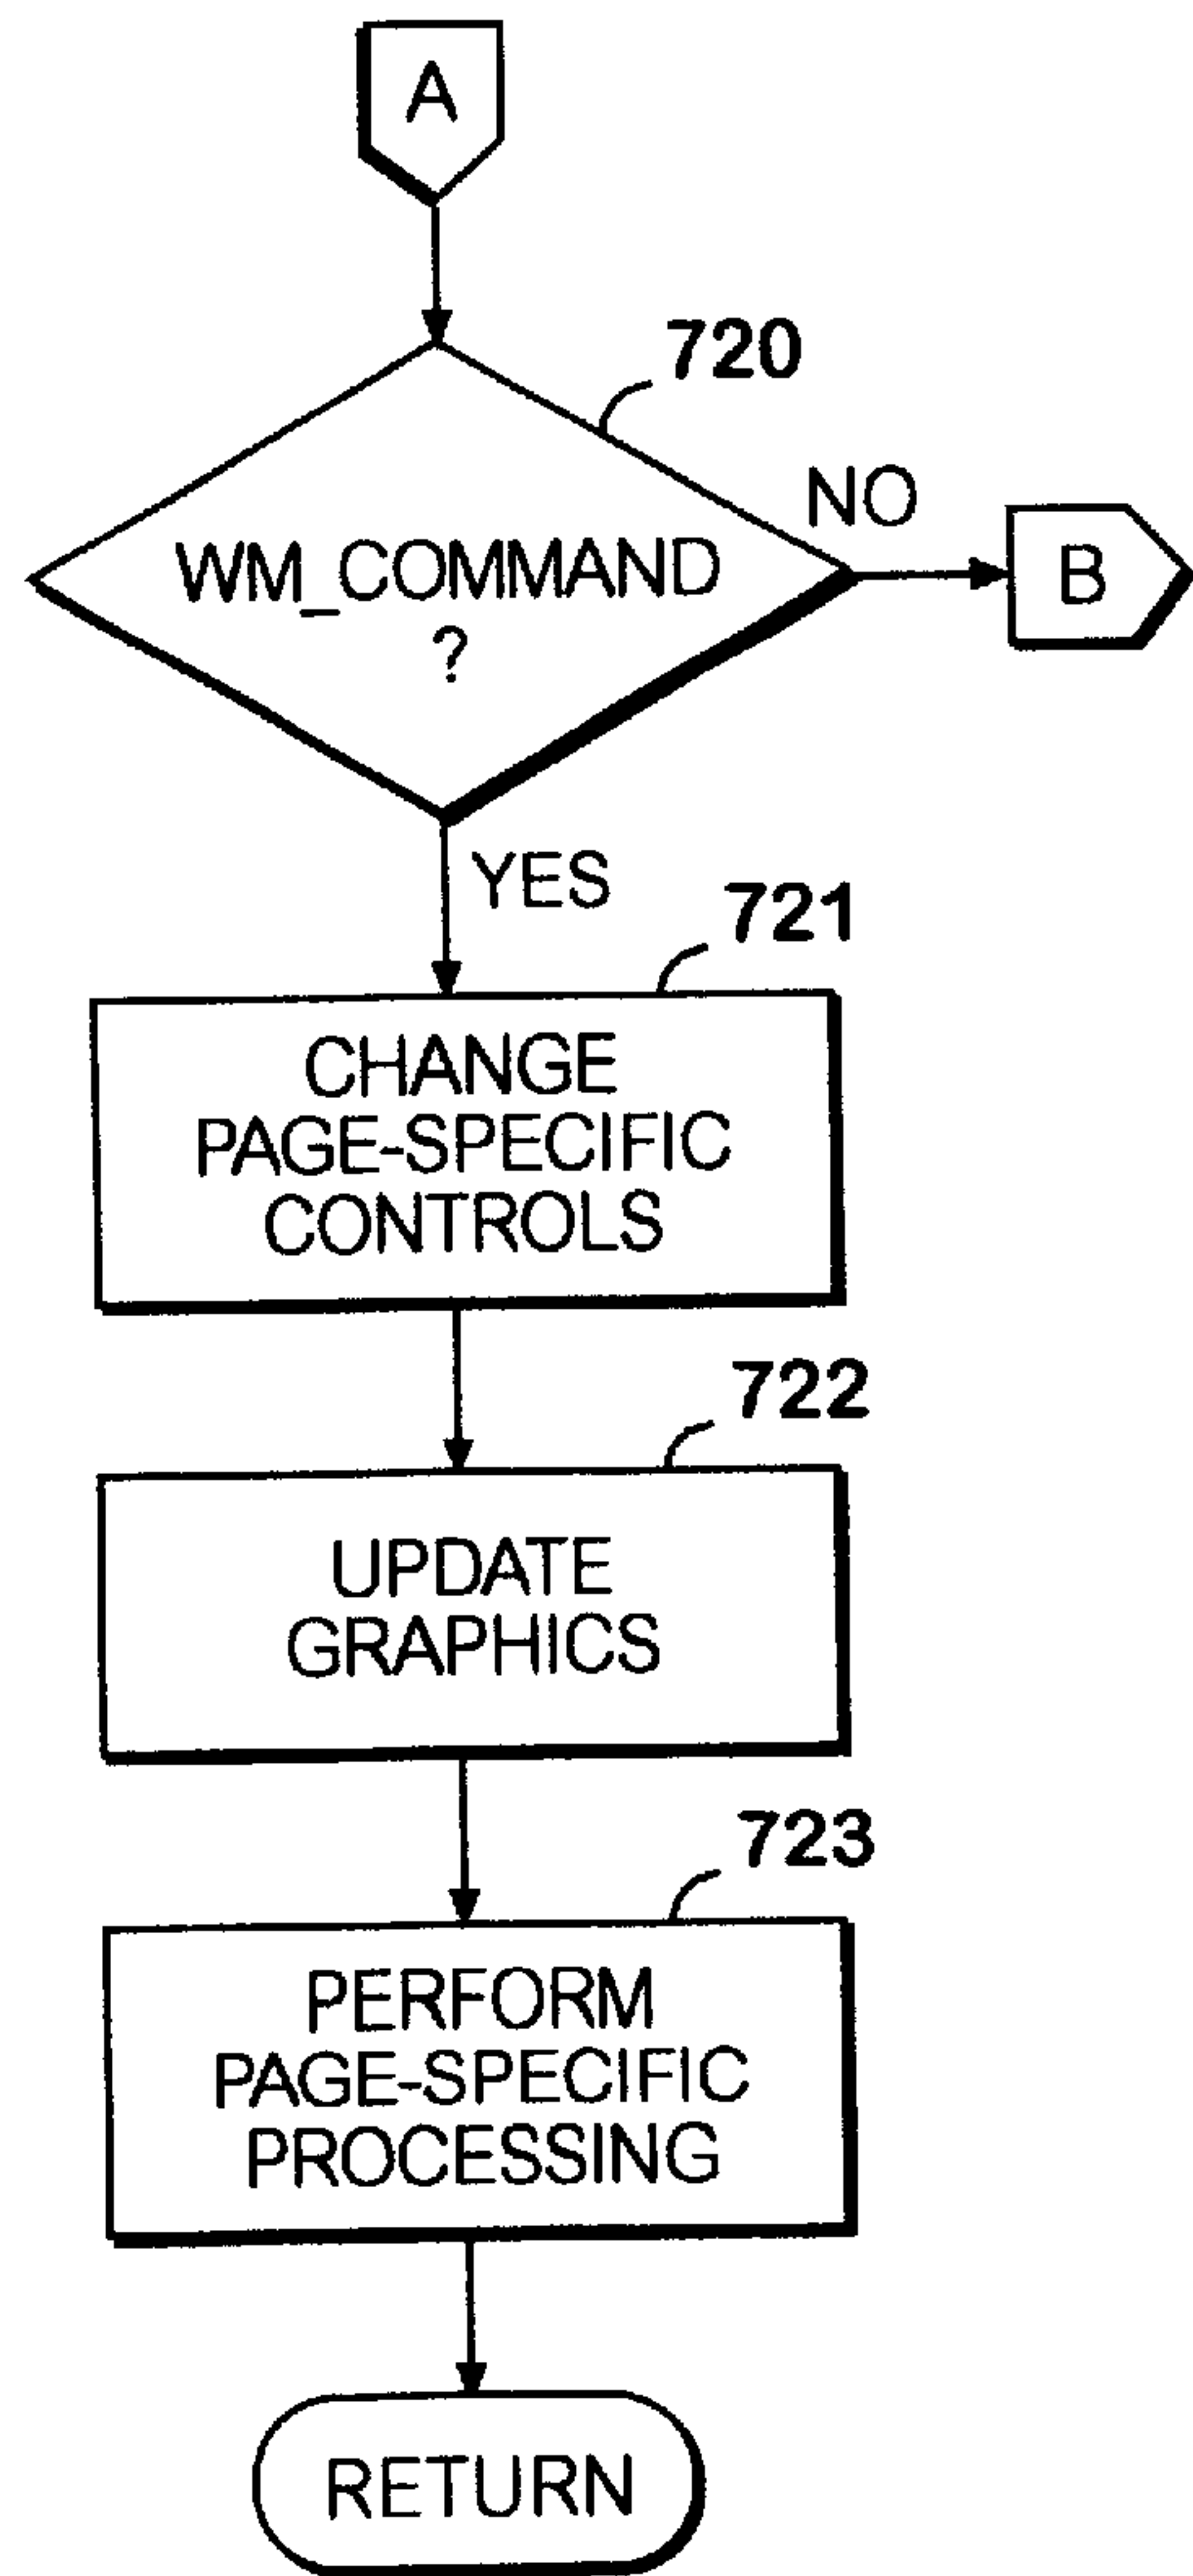 A
720
NO
WM_COMMAND
?
B
YES
721
CHANGE
PAGE-SPECIFIC
CONTROLS
722
UPDATE
GRAPHICS
723
PERFORM
PAGE-SPECIFIC
PROCESSING
RETURN